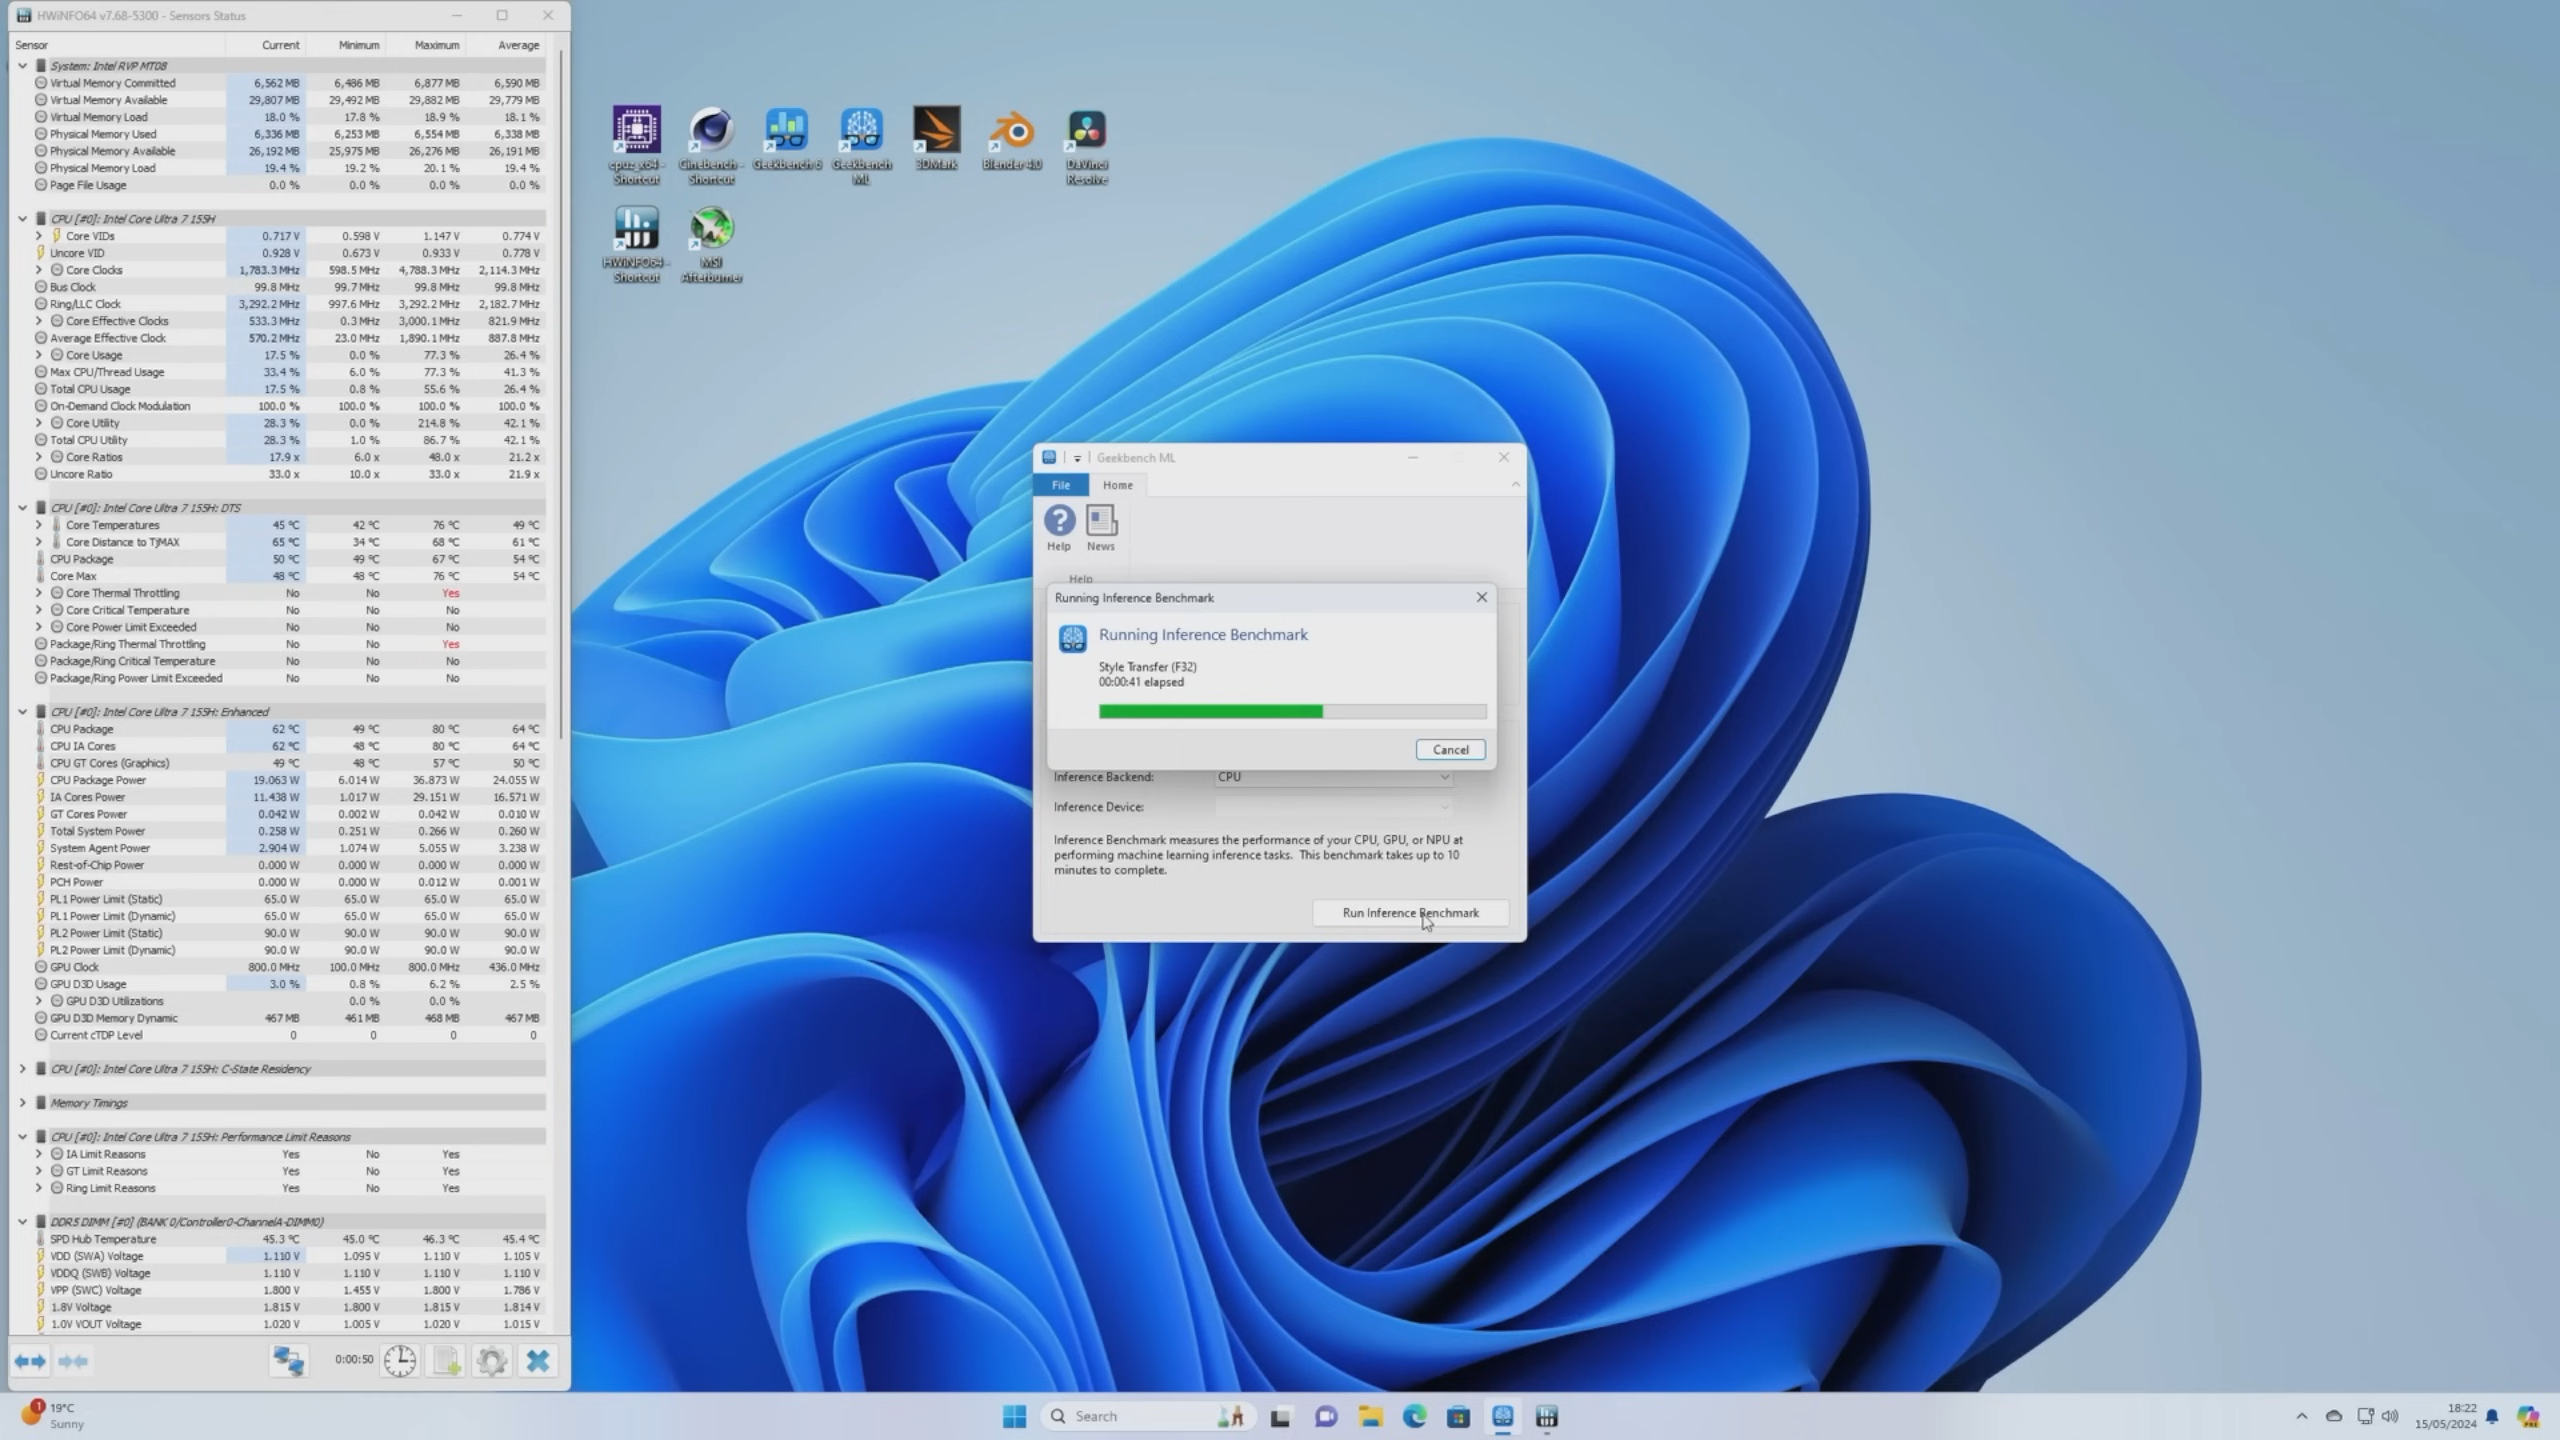 HWiNFO64 v7.68-5300 - Sensors Status
Sensor Current Minimum Maximum Average
System: Intel RVP MT08
Virtual Memory Committed 6,562 MB 6,486 MB 6,877 MB 6,590 MB
Virtual Memory Available 29,807 MB 29,492 MB 29,882 MB 29,779 MB
Virtual Memory Load 18.0 % 17.8 % 18.9 % 18.1 %
Physical Memory Used 6,336 MB 6,253 MB 6,554 MB 6,338 MB
Physical Memory Available 26,192 MB 25,975 MB 26,276 MB 26,191 MB
Physical Memory Load 19.4 % 19.2 % 20.1 % 19.4 %
Page File Usage 0.0 % 0.0 % 0.0 % 0.0 %
CPU [#0]: Intel Core Ultra 7 155H
Core VIDs 0.717 V 0.598 V 1.147 V 0.774 V
Uncore VID 0.928 V 0.673 V 0.933 V 0.778 V
Core Clocks 1,783.3 MHz 598.5 MHz 4,788.3 MHz 2,114.3 MHz
Bus Clock 99.8 MHz 99.7 MHz 99.8 MHz 99.8 MHz
Ring/LLC Clock 3,292.2 MHz 997.6 MHz 3,292.2 MHz 2,182.7 MHz
Core Effective Clocks 533.3 MHz 0.3 MHz 3,000.1 MHz 821.9 MHz
Average Effective Clock 570.2 MHz 23.0 MHz 1,890.1 MHz 887.8 MHz
Core Usage 17.5 % 0.0 % 77.3 % 26.4 %
Max CPU/Thread Usage 33.4 % 6.0 % 77.3 % 41.3 %
Total CPU Usage 17.5 % 0.8 % 55.6 % 26.4 %
On-Demand Clock Modulation 100.0 % 100.0 % 100.0 % 100.0 %
Core Utility 28.3 % 0.0 % 214.8 % 42.1 %
Total CPU Utility 28.3 % 1.0 % 86.7 % 42.1 %
Core Ratios 17.9 x 6.0 x 48.0 x 21.2 x
Uncore Ratio 33.0 x 10.0 x 33.0 x 21.9 x
CPU [#0]: Intel Core Ultra 7 155H: DTS
Core Temperatures 45 °C 42 °C 76 °C 49 °C
Core Distance to TjMAX 65 °C 34 °C 68 °C 61 °C
CPU Package 50 °C 49 °C 67 °C 54 °C
Core Max 48 °C 48 °C 76 °C 54 °C
Core Thermal Throttling No No Yes
Core Critical Temperature No No No
Core Power Limit Exceeded No No No
Package/Ring Thermal Throttling No No Yes
Package/Ring Critical Temperature No No No
Package/Ring Power Limit Exceeded No No No
CPU [#0]: Intel Core Ultra 7 155H: Enhanced
CPU Package 62 °C 49 °C 80 °C 64 °C
CPU IA Cores 62 °C 48 °C 80 °C 64 °C
CPU GT Cores (Graphics) 49 °C 48 °C 57 °C 50 °C
CPU Package Power 19.063 W 6.014 W 36.873 W 24.055 W
IA Cores Power 11.438 W 1.017 W 29.151 W 16.571 W
GT Cores Power 0.042 W 0.002 W 0.042 W 0.010 W
Total System Power 0.258 W 0.251 W 0.266 W 0.260 W
System Agent Power 2.904 W 1.074 W 5.055 W 3.238 W
Rest-of-Chip Power 0.000 W 0.000 W 0.000 W 0.000 W
PCH Power 0.000 W 0.000 W 0.012 W 0.001 W
PL1 Power Limit (Static) 65.0 W 65.0 W 65.0 W 65.0 W
PL1 Power Limit (Dynamic) 65.0 W 65.0 W 65.0 W 65.0 W
PL2 Power Limit (Static) 90.0 W 90.0 W 90.0 W 90.0 W
PL2 Power Limit (Dynamic) 90.0 W 90.0 W 90.0 W 90.0 W
GPU Clock 800.0 MHz 100.0 MHz 800.0 MHz 436.0 MHz
GPU D3D Usage 3.0 % 0.8 % 6.2 % 2.5 %
GPU D3D Utilizations 0.0 % 0.0 %
GPU D3D Memory Dynamic 467 MB 461 MB 468 MB 467 MB
Current cTDP Level 0 0 0 0
CPU [#0]: Intel Core Ultra 7 155H: C-State Residency
Memory Timings
CPU [#0]: Intel Core Ultra 7 155H: Performance Limit Reasons
IA Limit Reasons Yes No Yes
GT Limit Reasons Yes No Yes
Ring Limit Reasons Yes No Yes
DDR5 DIMM [#0] (BANK 0/Controller0-ChannelA-DIMM0)
SPD Hub Temperature 45.3 °C 45.0 °C 46.3 °C 45.4 °C
VDD (SWA) Voltage 1.110 V 1.095 V 1.110 V 1.105 V
VDDQ (SWB) Voltage 1.110 V 1.110 V 1.110 V 1.110 V
VPP (SWC) Voltage 1.800 V 1.455 V 1.800 V 1.786 V
1.8V Voltage 1.815 V 1.800 V 1.815 V 1.814 V
1.0V VOUT Voltage 1.020 V 1.005 V 1.020 V 1.015 V
0:00:50
cpuz_x64 - Shortcut
Cinebench - Shortcut
Geekbench 6
Geekbench ML
3DMark
Blender 4.0
DaVinci Resolve
HWiNFO64 - Shortcut
MSI Afterburner
Geekbench ML
File Home
Help News
Help
Running Inference Benchmark
Running Inference Benchmark
Style Transfer (F32)
00:00:41 elapsed
Cancel
Inference Backend: CPU
Inference Device:
Inference Benchmark measures the performance of your CPU, GPU, or NPU at
performing machine learning inference tasks. This benchmark takes up to 10
minutes to complete.
Run Inference Benchmark
1
19°C
Sunny
Search
18:22
15/05/2024
PRE